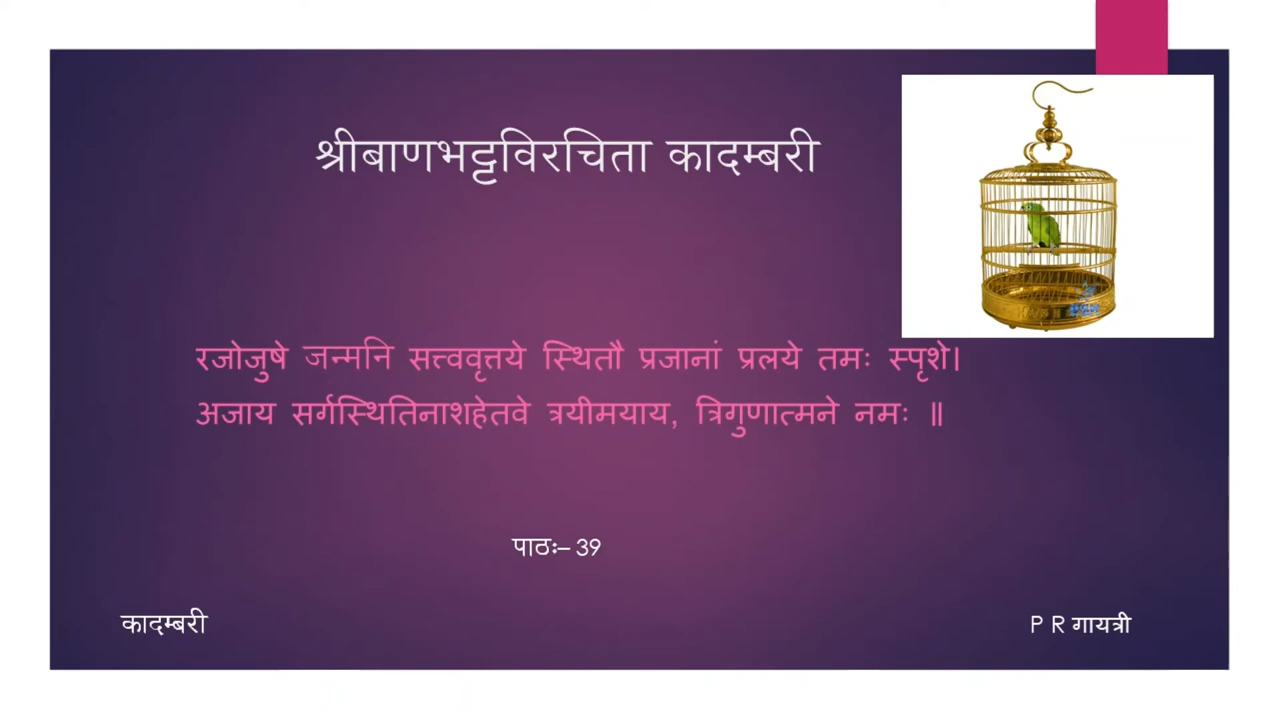 श्रीबाणभट्टविरचिता कादम्बरी
रजोजुषे जन्मनि सत्त्ववृत्तये स्थितौ प्रजानां प्रलये तमः स्पृशे।
अजाय सर्गस्थितिनाशहेतवे त्रयीमयाय, त्रिगुणात्मने नमः ॥
पाठः– 39
कादम्बरी
P R गायत्री